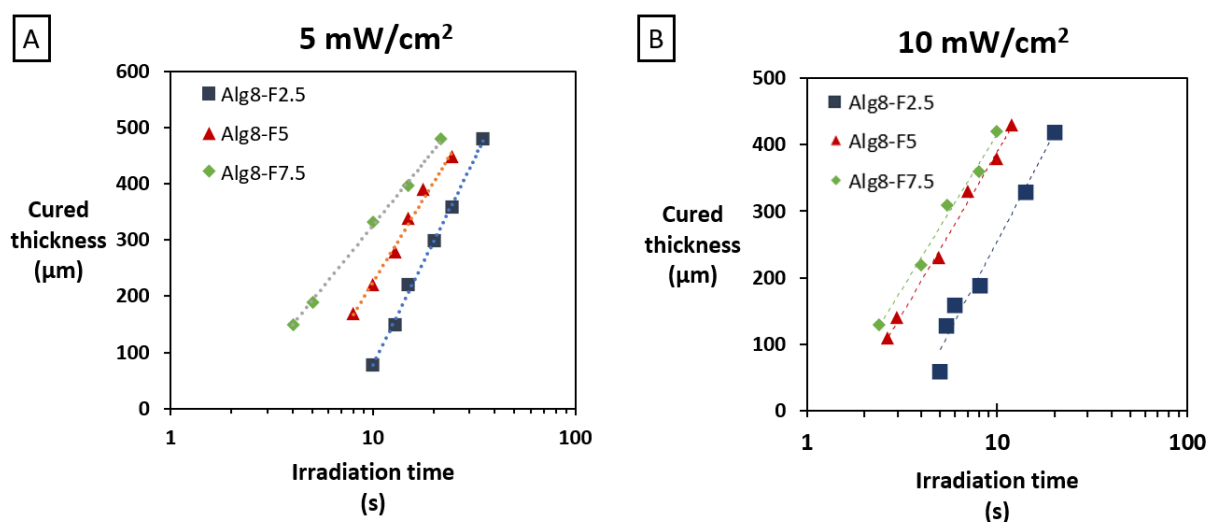 A
5 mW/cm²
600
500
400
300
200
100
0
Alg8-F2.5
Alg8-F5
Alg8-F7.5
Cured
thickness
(µm)
1 10 100
Irradiation time
(s)
B
10 mW/cm²
500
400
300
200
100
0
Alg8-F2.5
Alg8-F5
Alg8-F7.5
Cured
thickness
(µm)
1 10 100
Irradiation time
(s)